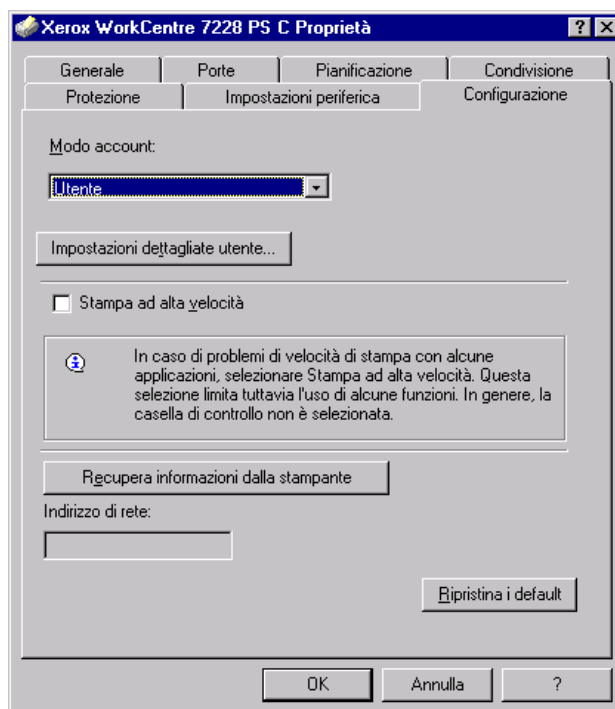 Xerox WorkCentre 7228 PS C Proprietà
? X
Generale Porte Pianificazione Condivisione
Protezione Impostazioni periferica Configurazione
Modo account:
Utente
Impostazioni dettagliate utente...
Stampa ad alta velocità
In caso di problemi di velocità di stampa con alcune
applicazioni, selezionare Stampa ad alta velocità. Questa
selezione limita tuttavia l'uso di alcune funzioni. In genere, la
casella di controllo non è selezionata.
Recupera informazioni dalla stampante
Indirizzo di rete:
Ripristina i default
OK Annulla ?